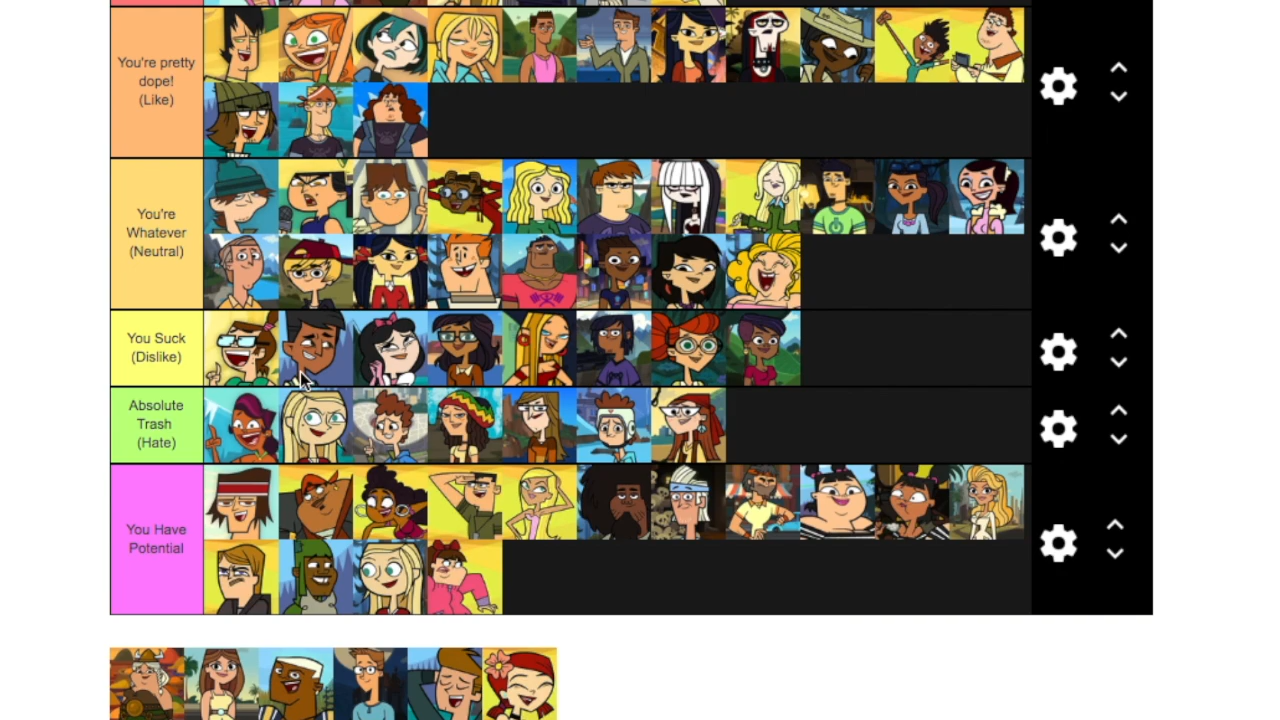 You're pretty
dope!
(Like)
You're
Whatever
(Neutral)
You Suck
(Dislike)
Absolute
Trash
(Hate)
You Have
Potential